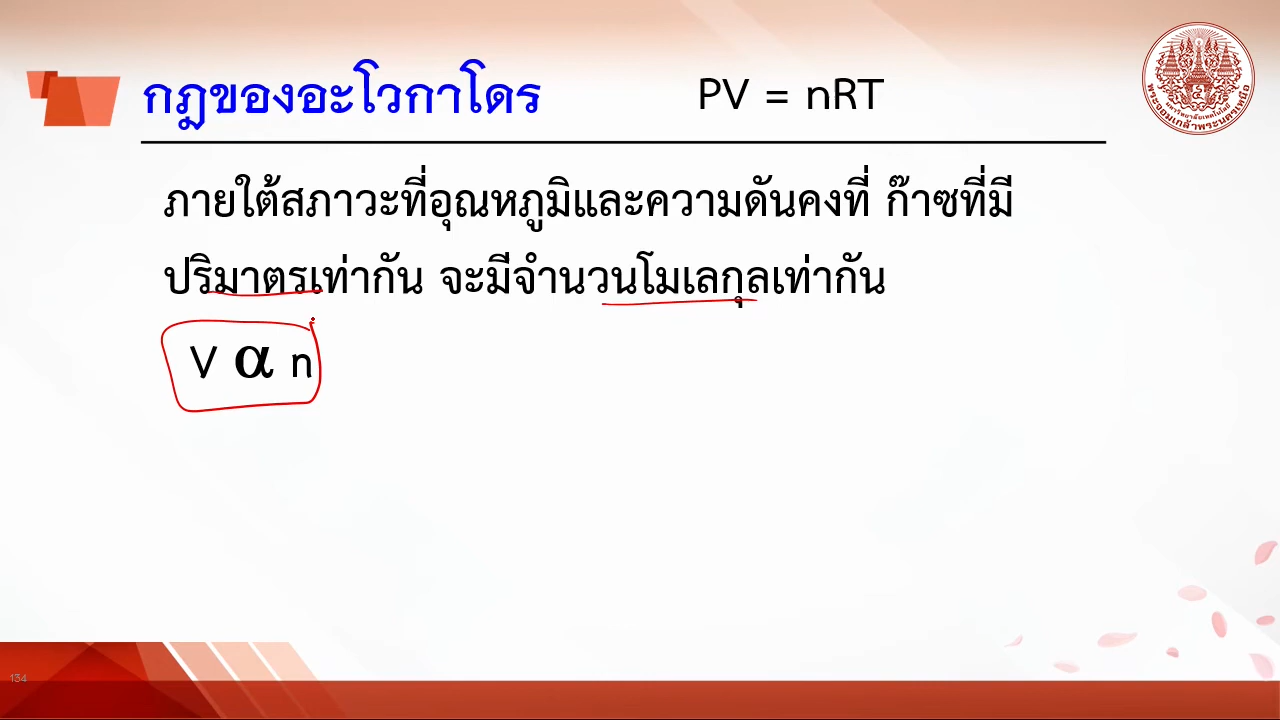 กฎของอะโวกาโดร
PV = nRT
ภายใต้สภาวะที่อุณหภูมิและความดันคงที่ ก๊าซที่มี
ปริมาตรเท่ากัน จะมีจำนวนโมเลกุลเท่ากัน
V α n
134